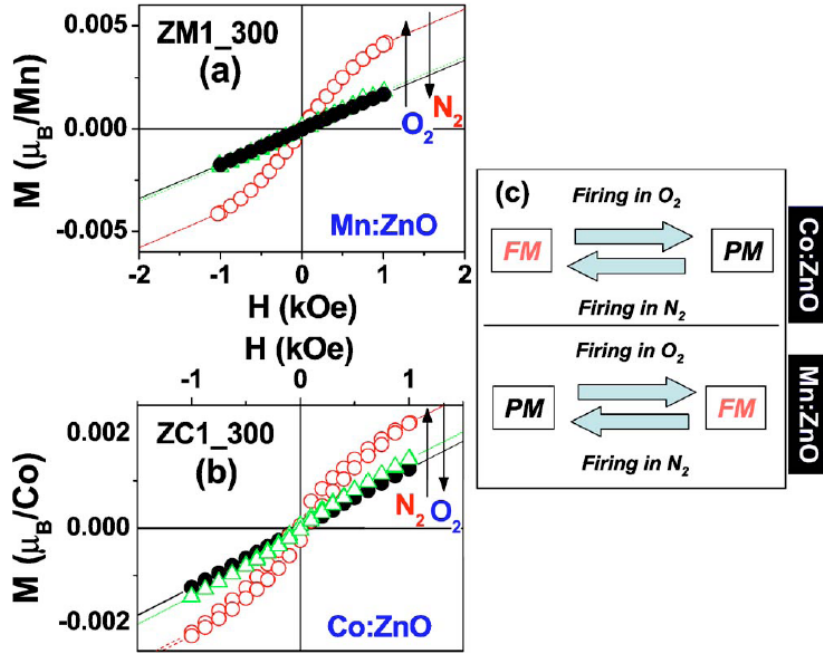 0.005
0.000
-0.005
M (μB/Mn)
ZM1_300
(a)
O2
N2
Mn:ZnO
-2 -1 0 1 2
H (kOe)
H (kOe)
-1 0 1
0.002
0.000
-0.002
M (μB/Co)
ZC1_300
(b)
N2
O2
Co:ZnO
(c)
Firing in O2
FM
PM
Firing in N2
Co:ZnO
Firing in O2
PM
FM
Firing in N2
Mn:ZnO